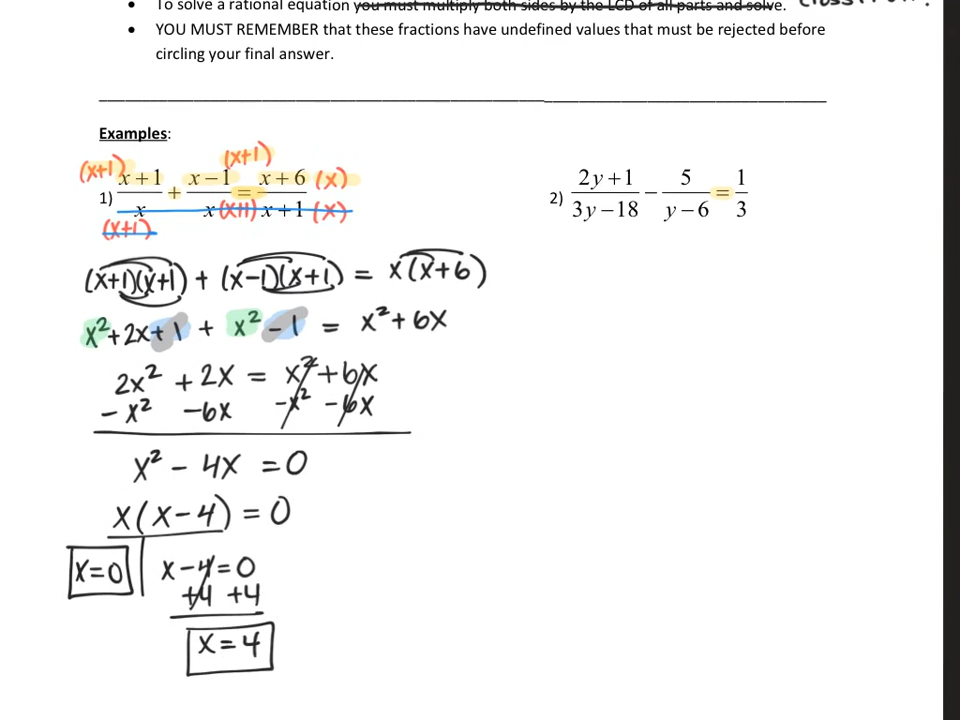 • To solve a rational equation you must multiply both sides by the LCD of all parts and solve.
• YOU MUST REMEMBER that these fractions have undefined values that must be rejected before
circling your final answer.
Examples:
(x+1) (x+1)
1) (x+1)/x + (x−1)/x = (x+6)/(x+1) (x)
(x+1) (x+1) (x)
2) (2y+1)/(3y−18) − 5/(y−6) = 1/3
(x+1)(x+1) + (x-1)(x+1) = x(x+6)
x²+2x+1 + x²-1 = x²+6x
2x² + 2x = x²+6x
- x² -6x -x² -6x
x² - 4x = 0
x(x-4) = 0
x=0 x-4=0
+4 +4
x=4